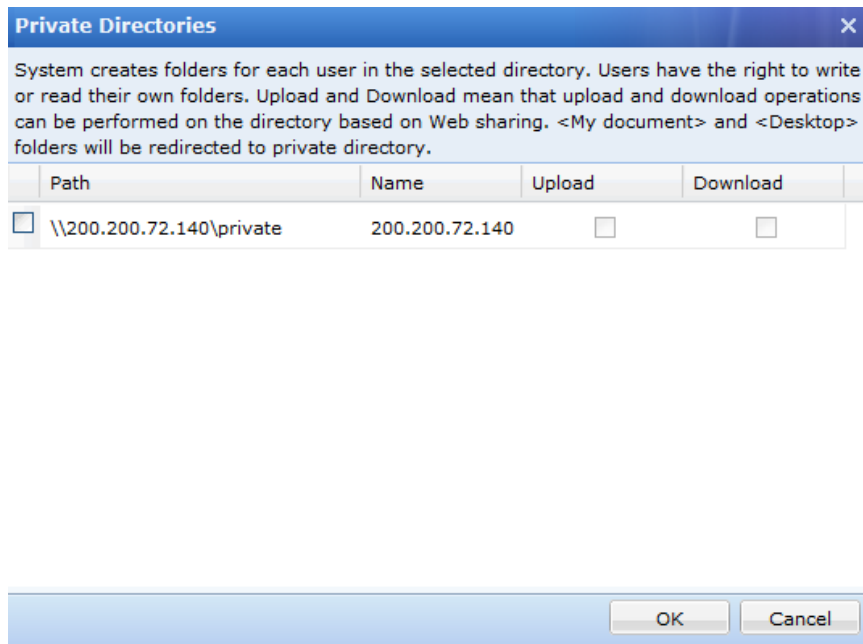 Private Directories
System creates folders for each user in the selected directory. Users have the right to write
or read their own folders. Upload and Download mean that upload and download operations
can be performed on the directory based on Web sharing. <My document> and <Desktop>
folders will be redirected to private directory.
Path Name Upload Download
\\200.200.72.140\private 200.200.72.140
OK Cancel